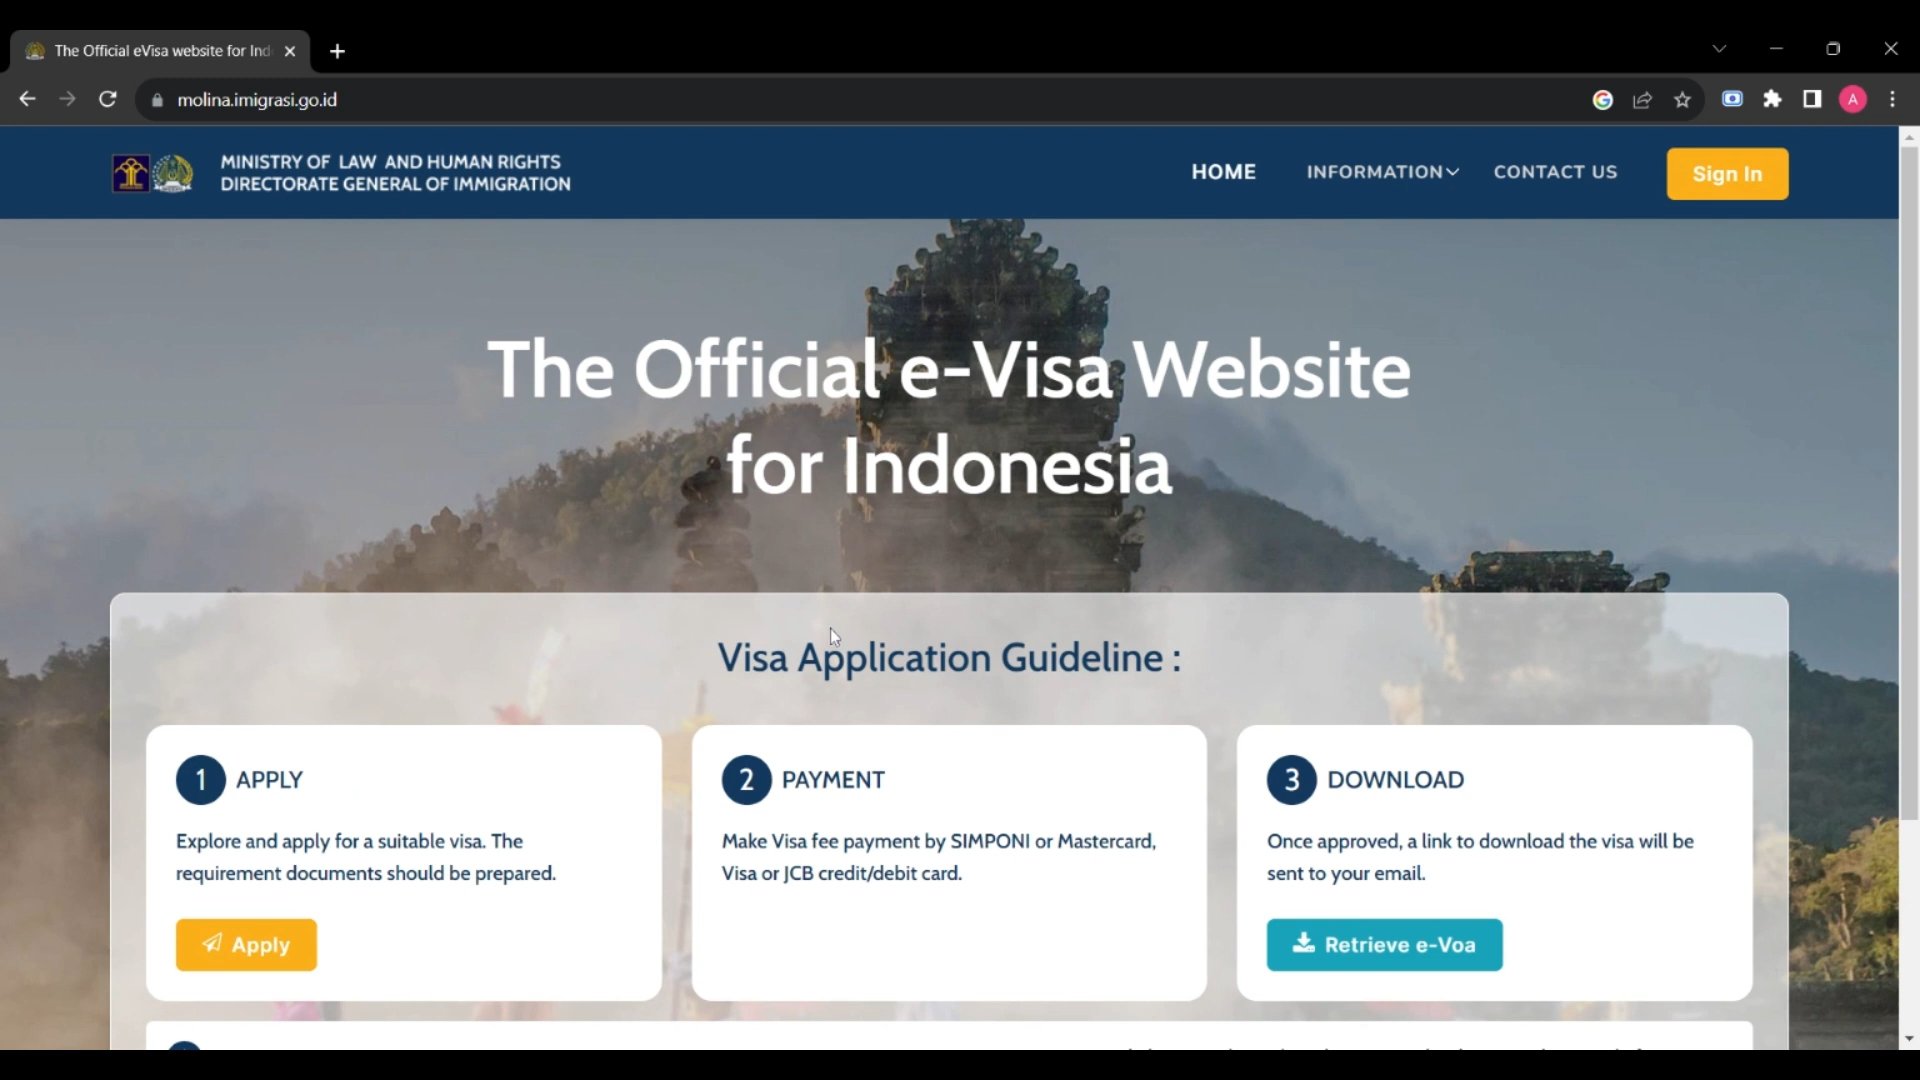 The Official eVisa website for Ind
molina.imigrasi.go.id
A
MINISTRY OF LAW AND HUMAN RIGHTS
DIRECTORATE GENERAL OF IMMIGRATION
HOME
INFORMATION
CONTACT US
Sign In
The Official e-Visa Website
for Indonesia
Visa Application Guideline :
1 APPLY
Explore and apply for a suitable visa. The
requirement documents should be prepared.
Apply
2 PAYMENT
Make Visa fee payment by SIMPONI or Mastercard,
Visa or JCB credit/debit card.
3 DOWNLOAD
Once approved, a link to download the visa will be
sent to your email.
Retrieve e-Voa